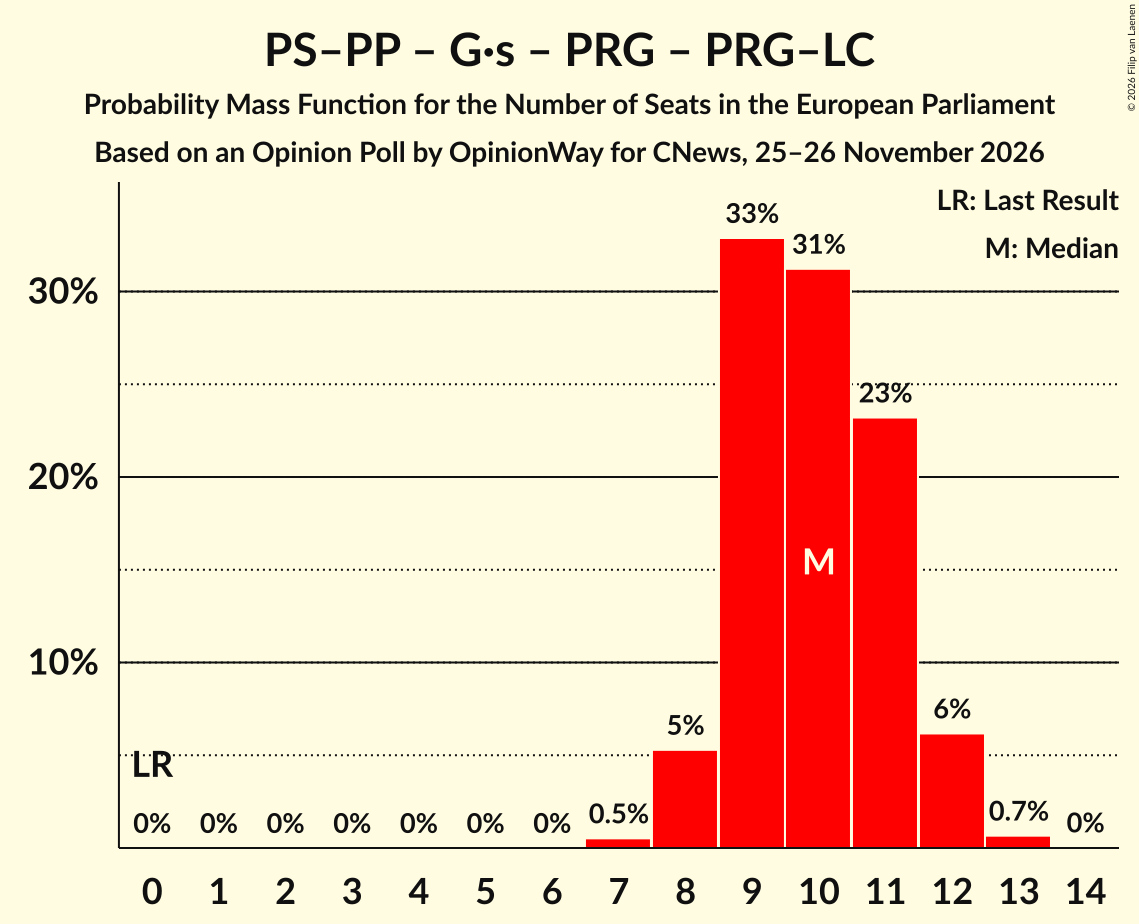 PS–PP – G•s – PRG – PRG–LC
Probability Mass Function for the Number of Seats in the European Parliament
Based on an Opinion Poll by OpinionWay for CNews, 25–26 November 2026
© 2026 Filip van Laenen
LR: Last Result
M: Median
33%
31%
30%
23%
20%
M
10%
6%
5%
LR
0% 0% 0% 0% 0% 0% 0% 0.5% 0.7% 0%
0 1 2 3 4 5 6 7 8 9 10 11 12 13 14